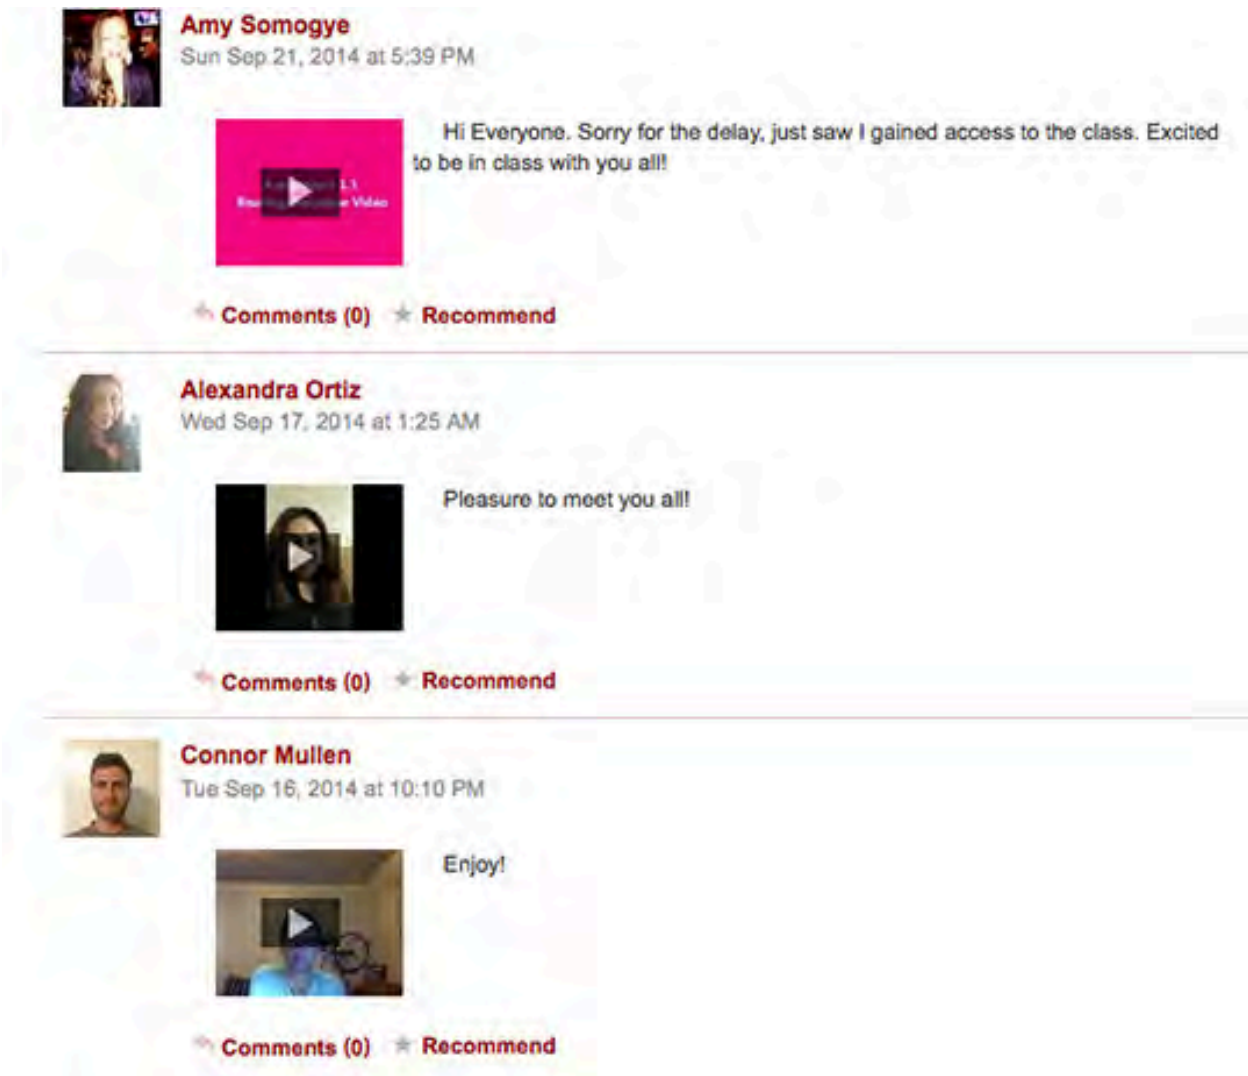 Amy Somogye
Sun Sep 21, 2014 at 5:39 PM
Hi Everyone. Sorry for the delay, just saw I gained access to the class. Excited
to be in class with you all!
1.1
Video
Comments (0) Recommend
Alexandra Ortiz
Wed Sep 17, 2014 at 1:25 AM
Pleasure to meet you all!
Comments (0) Recommend
Connor Mullen
Tue Sep 16, 2014 at 10:10 PM
Enjoy!
Comments (0) Recommend